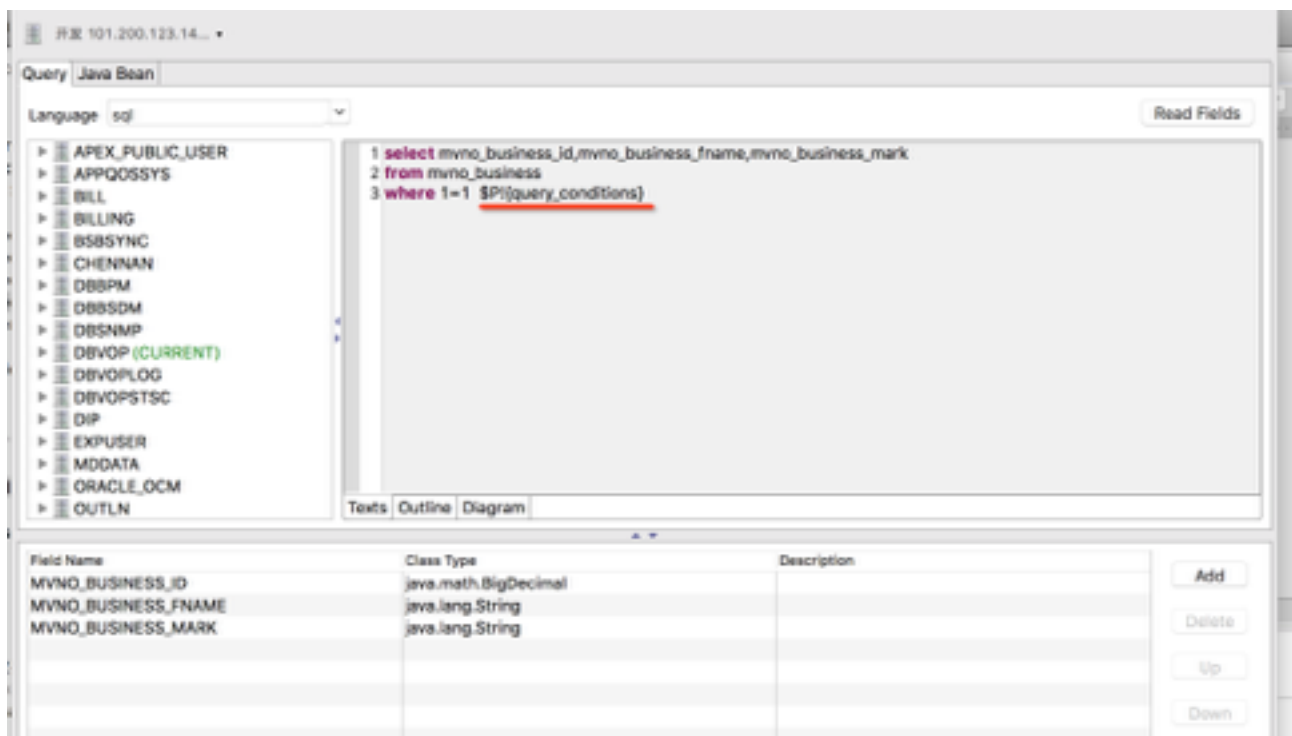 开发 101.200.123.14...
Query Java Bean
Language sql
Read Fields
APEX_PUBLIC_USER
APPQOSSYS
BILL
BILLING
BSBSYNC
CHENNAN
DBBPM
DBBSDM
DBSNMP
DBVOP (CURRENT)
DBVOPLOG
DBVOPSTSC
DIP
EXPUSER
MDDATA
ORACLE_OCM
OUTLN
1 select mvno_business_id,mvno_business_fname,mvno_business_mark
2 from mvno_business
3 where 1=1 $P!{query_conditions}
Texts Outline Diagram
Field Name Class Type Description
MVNO_BUSINESS_ID java.math.BigDecimal
MVNO_BUSINESS_FNAME java.lang.String
MVNO_BUSINESS_MARK java.lang.String
Add
Delete
Up
Down